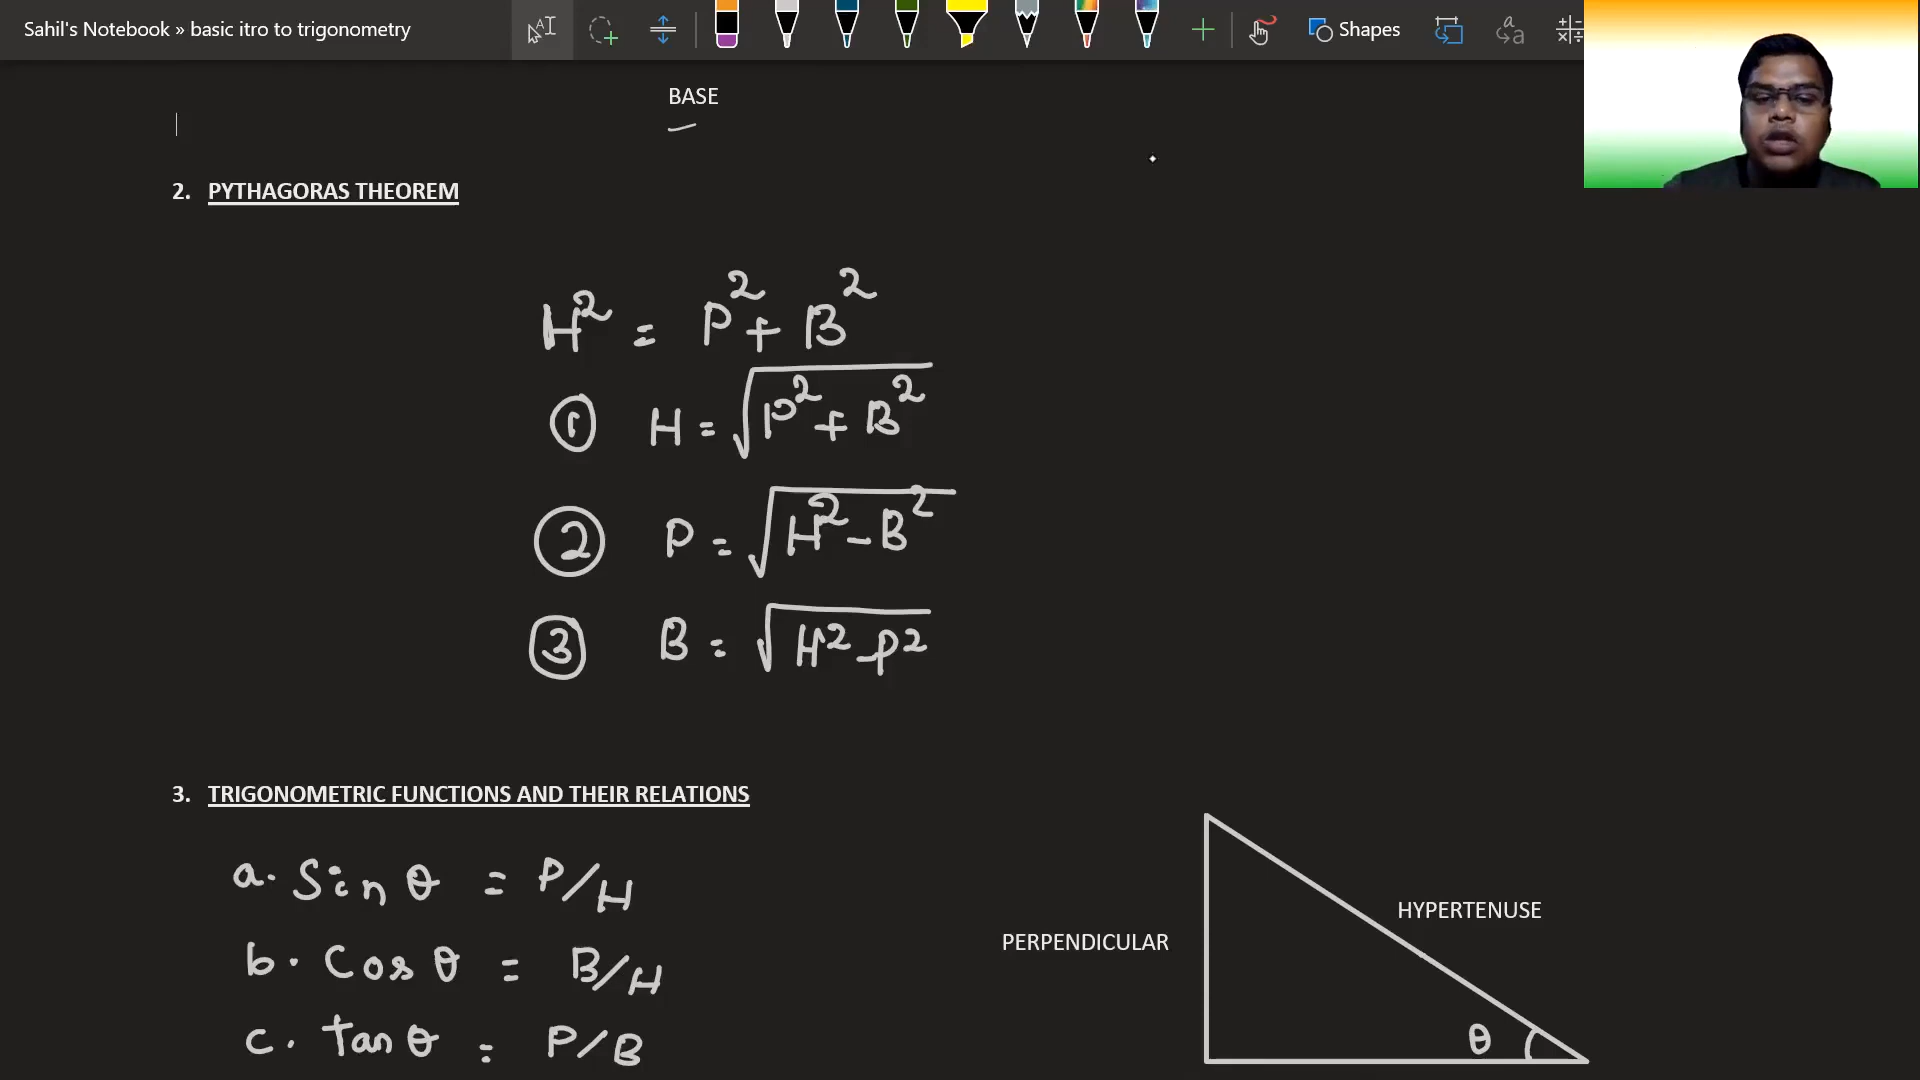 Sahil's Notebook » basic itro to trigonometry
Shapes
BASE
2. PYTHAGORAS THEOREM
H² = P² + B²
① H = √P² + B²
② P = √H² - B²
③ B = √H² - P²
3. TRIGONOMETRIC FUNCTIONS AND THEIR RELATIONS
a. Sin θ = P/H
b. Cos θ = B/H
c. tan θ = P/B
PERPENDICULAR
HYPERTENUSE
θ